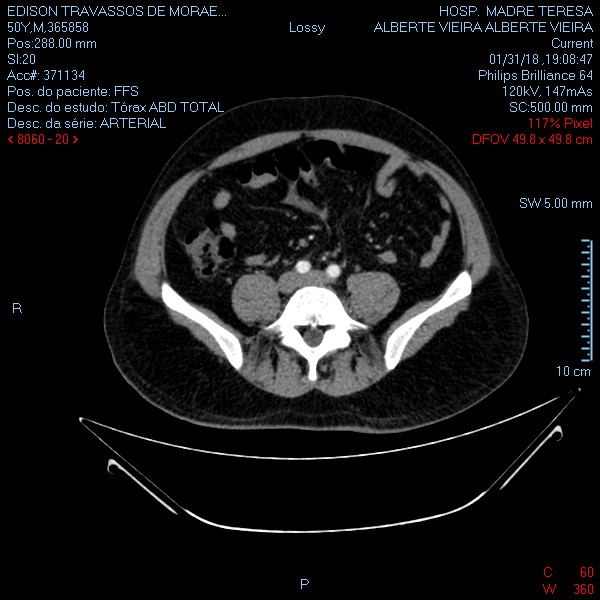 EDISON TRAVASSOS DE MORAE...
50Y,M,365858
Pos:288.00 mm
Sl:20
Acc#: 371134
Pos. do paciente: FFS
Desc. do estudo: Tórax ABD TOTAL
Desc. da série: ARTERIAL
< 8060 - 20 >
Lossy
HOSP. MADRE TERESA
ALBERTE VIEIRA ALBERTE VIEIRA
Current
01/31/18 ,19:08:47
Philips Brilliance 64
120kV, 147mAs
SC:500.00 mm
117% Pixel
DFOV 49.8 x 49.8 cm
SW 5.00 mm
R
10 cm
P
C 60
W 360